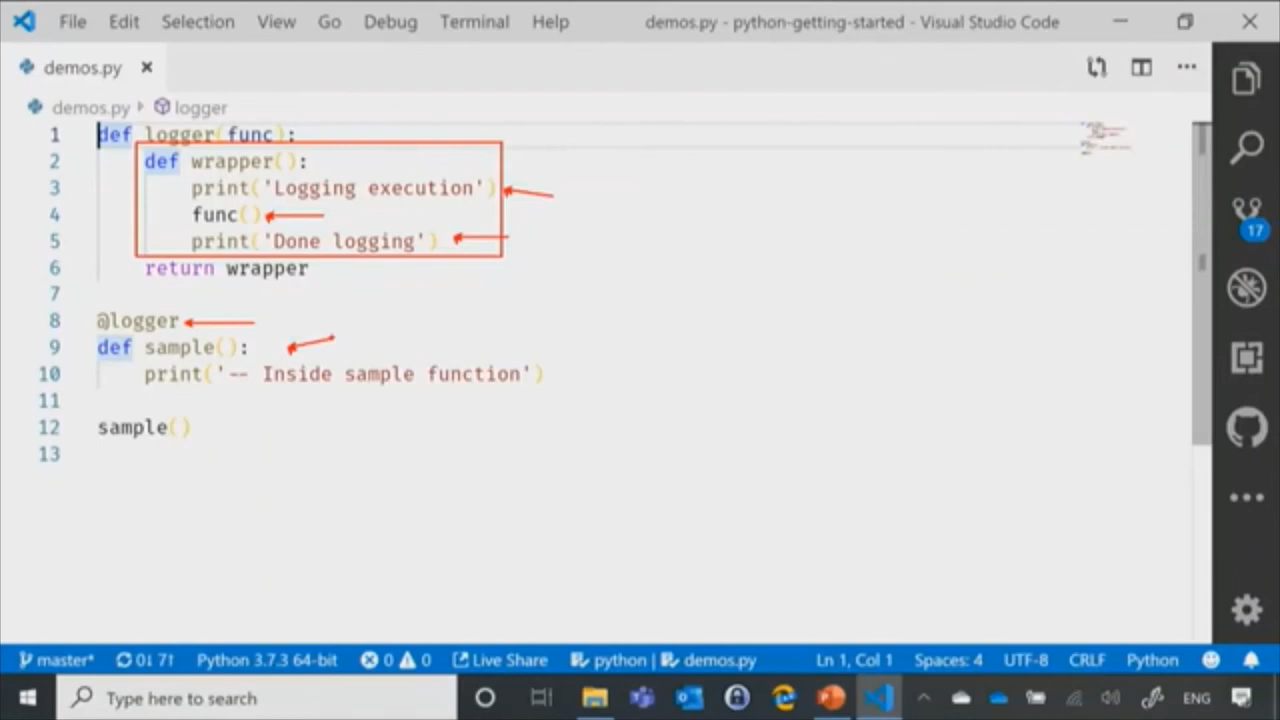 File Edit Selection View Go Debug Terminal Help demos.py - python-getting-started - Visual Studio Code
demos.py
demos.py logger
1 def logger(func):
2 def wrapper():
3 print('Logging execution')
4 func()
5 print('Done logging')
6 return wrapper
7
8 @logger
9 def sample():
10 print('-- Inside sample function')
11
12 sample()
13
17
master* 0↓ 7↑ Python 3.7.3 64-bit 0 0 Live Share python | demos.py Ln 1, Col 1 Spaces: 4 UTF-8 CRLF Python
Type here to search ENG